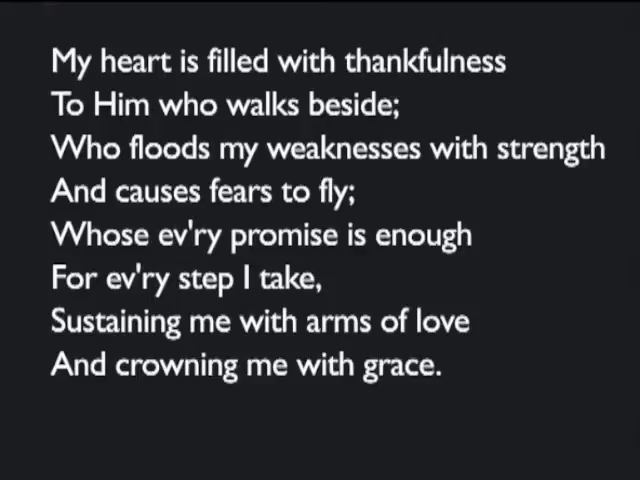 My heart is filled with thankfulness
To Him who walks beside;
Who floods my weaknesses with strength
And causes fears to fly;
Whose ev'ry promise is enough
For ev'ry step I take,
Sustaining me with arms of love
And crowning me with grace.